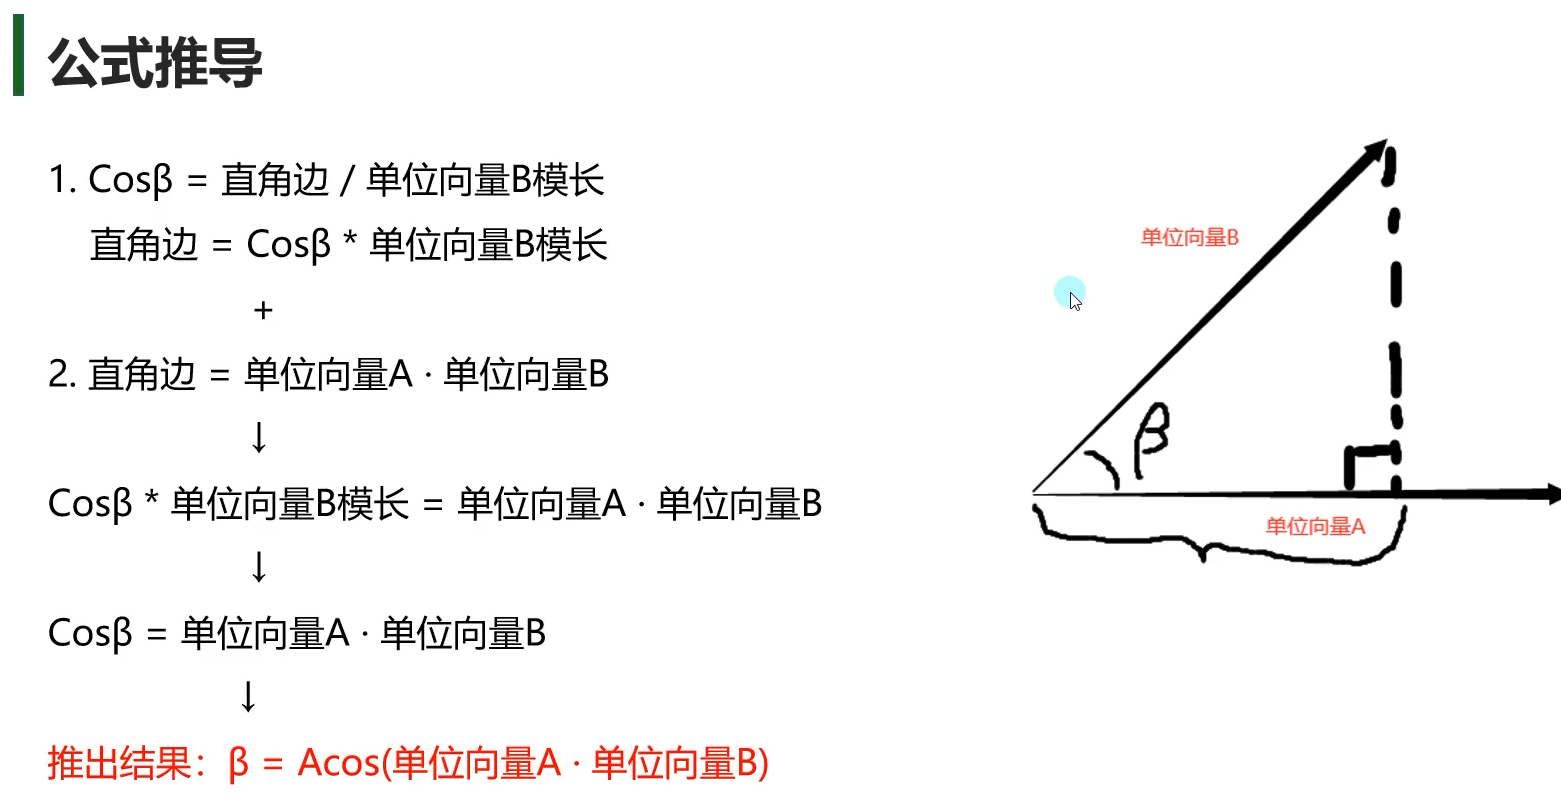 公式推导
1. Cosβ = 直角边 / 单位向量B模长
直角边 = Cosβ * 单位向量B模长
+
2. 直角边 = 单位向量A · 单位向量B
↓
Cosβ * 单位向量B模长 = 单位向量A · 单位向量B
↓
Cosβ = 单位向量A · 单位向量B
↓
推出结果：β = Acos(单位向量A · 单位向量B)
单位向量B
β
单位向量A